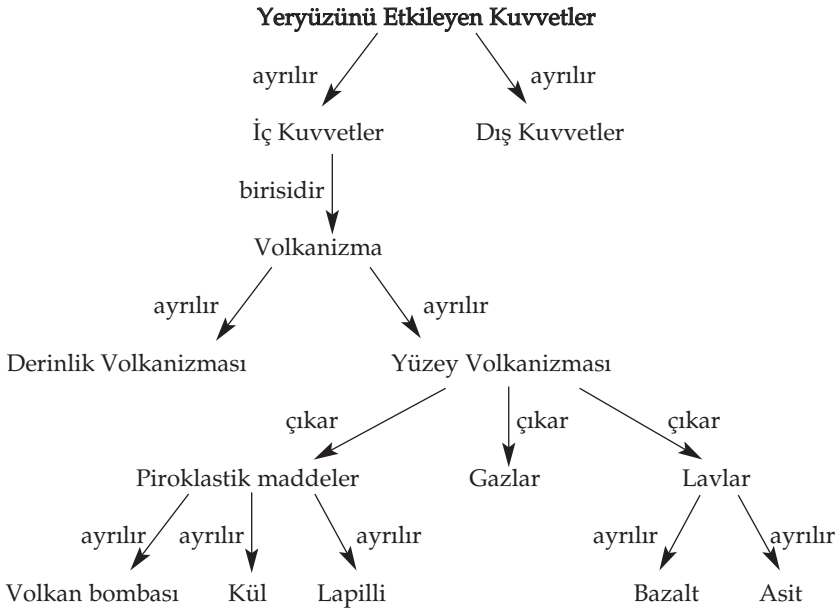 Yeryüzünü Etkileyen Kuvvetler
ayrılır ayrılır
İç Kuvvetler Dış Kuvvetler
birisidir
Volkanizma
ayrılır ayrılır
Derinlik Volkanizması Yüzey Volkanizması
çıkar çıkar çıkar
Piroklastik maddeler Gazlar Lavlar
ayrılır ayrılır ayrılır ayrılır ayrılır
Volkan bombası Kül Lapilli Bazalt Asit